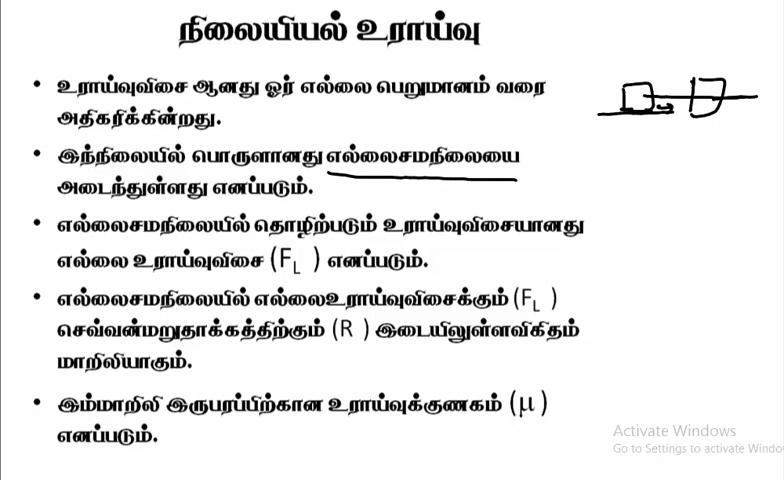 நிலையியல் உராய்வு
• உராய்வுவிசை ஆனது ஓர் எல்லை பெறுமானம் வரை
அதிகரிக்கின்றது.
• இந்நிலையில் பொருளானது எல்லைசமநிலையை
அடைந்துள்ளது எனப்படும்.
• எல்லைசமநிலையில் தொழிற்படும் உராய்வுவிசையானது
எல்லை உராய்வுவிசை (FL ) எனப்படும்.
• எல்லைசமநிலையில் எல்லைஉராய்வுவிசைக்கும் (FL )
செவ்வன்மறுதாக்கத்திற்கும் (R ) இடையிலுள்ளவிகிதம்
மாறிலியாகும்.
• இம்மாறிலி இருபரப்பிற்கான உராய்வுக்குணகம் (μ)
எனப்படும்.
Activate Windows
Go to Settings to activate Windo